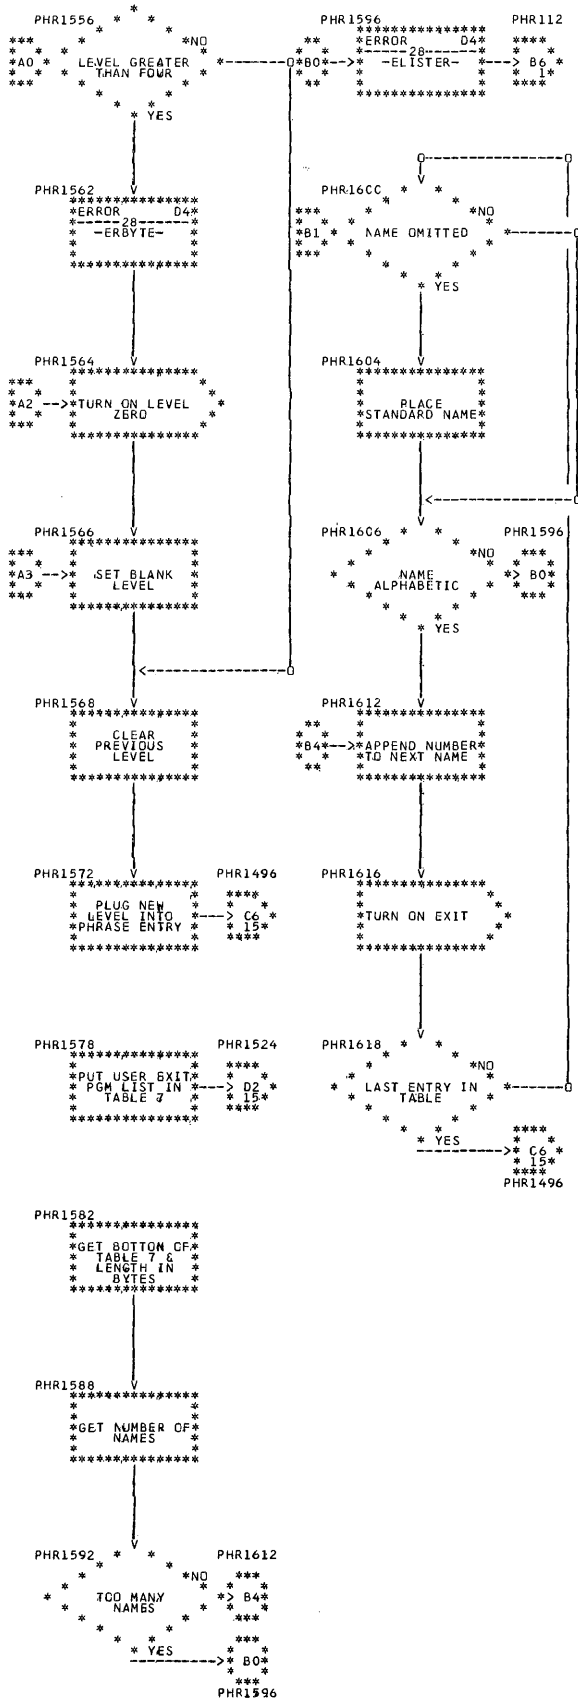 PHR1556
A0
LEVEL GREATER
THAN FOUR
NO
YES
PHR1562
ERROR D4
28
-ERBYTE-
PHR1564
A2
TURN ON LEVEL
ZERO
PHR1566
A3
SET BLANK
LEVEL
PHR1568
CLEAR
PREVIOUS
LEVEL
PHR1572
PLUG NEW
LEVEL INTO
PHRASE ENTRY
PHR1496
C6
15
PHR1578
PUT USER EXIT
PGM LIST IN
TABLE 7
PHR1524
D2
15
PHR1582
GET BOTTON OF
TABLE 7 &
LENGTH IN
BYTES
PHR1588
GET NUMBER OF
NAMES
PHR1592
TOO MANY
NAMES
NO
PHR1612
B4
YES
B0
PHR1596
PHR1596
B0
ERROR D4
28
-ELISTER-
PHR112
B6
1
PHR16CC
B1
NAME OMITTED
NO
YES
PHR1604
PLACE
STANDARD NAME
PHR1606
NAME
ALPHABETIC
NO
PHR1596
B0
YES
PHR1612
B4
APPEND NUMBER
TO NEXT NAME
PHR1616
TURN ON EXIT
PHR1618
LAST ENTRY IN
TABLE
NO
YES
C6
15
PHR1496